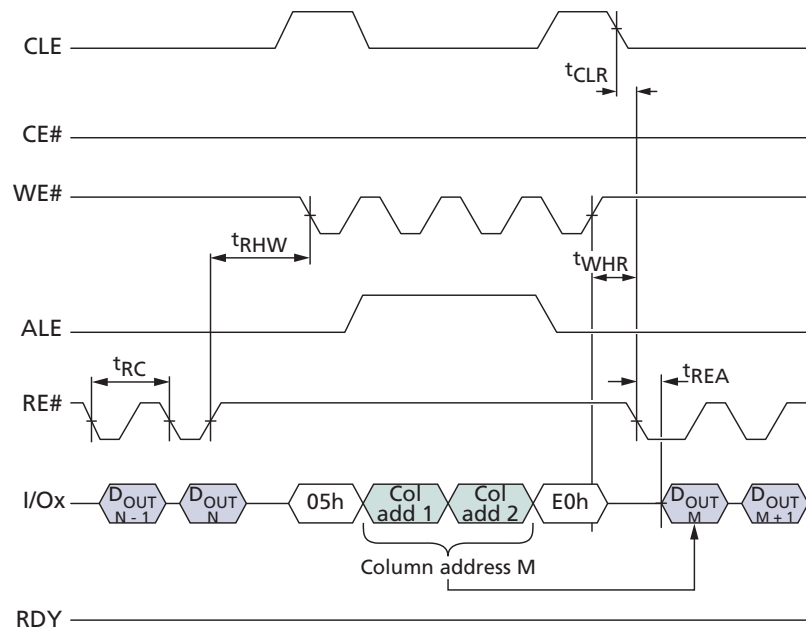 CLE
tCLR
CE#
WE#
tRHW
tWHR
ALE
tRC
tREA
RE#
I/Ox
DOUT
N - 1
DOUT
N
05h
Col
add 1
Col
add 2
E0h
DOUT
M
DOUT
M + 1
Column address M
RDY